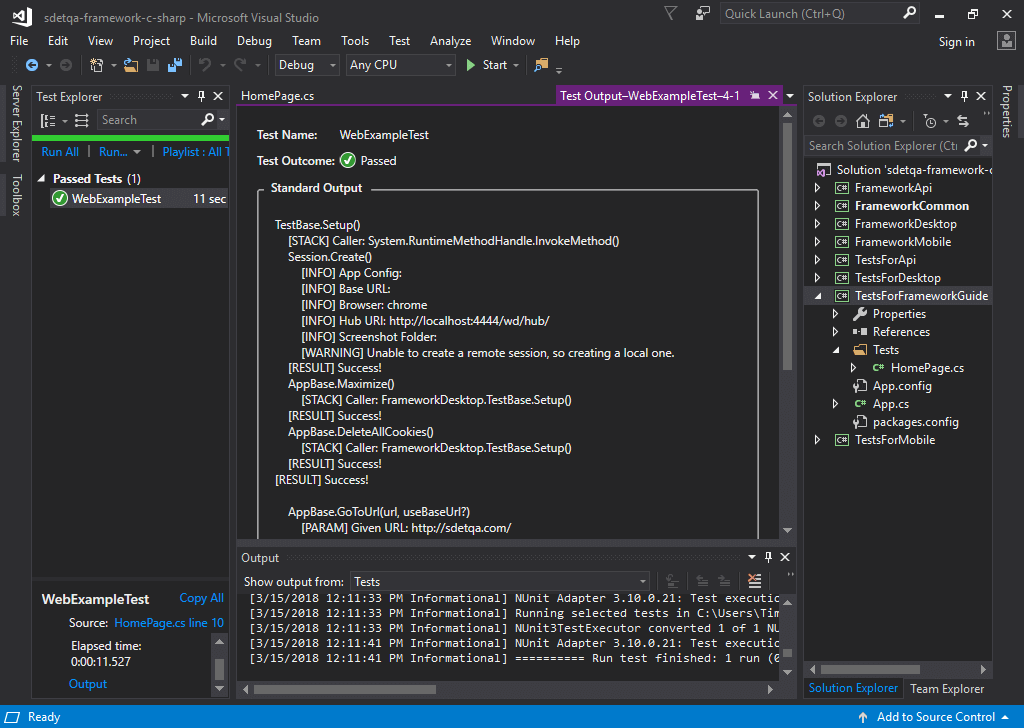 sdetqa-framework-c-sharp - Microsoft Visual Studio
Quick Launch (Ctrl+Q)
File Edit View Project Build Debug Team Tools Test Analyze Window Help
Sign in
Debug Any CPU Start
Server Explorer
Toolbox
Test Explorer
Search
Run All | Run... | Playlist : All T
Passed Tests (1)
WebExampleTest 11 sec
WebExampleTest Copy All
Source: HomePage.cs line 10
Elapsed time:
0:00:11.527
Output
HomePage.cs
Test Output–WebExampleTest–4-1
Test Name: WebExampleTest
Test Outcome: Passed
Standard Output
TestBase.Setup()
[STACK] Caller: System.RuntimeMethodHandle.InvokeMethod()
Session.Create()
[INFO] App Config:
[INFO] Base URL:
[INFO] Browser: chrome
[INFO] Hub URI: http://localhost:4444/wd/hub/
[INFO] Screenshot Folder:
[WARNING] Unable to create a remote session, so creating a local one.
[RESULT] Success!
AppBase.Maximize()
[STACK] Caller: FrameworkDesktop.TestBase.Setup()
[RESULT] Success!
AppBase.DeleteAllCookies()
[STACK] Caller: FrameworkDesktop.TestBase.Setup()
[RESULT] Success!
[RESULT] Success!
AppBase.GoToUrl(url, useBaseUrl?)
[PARAM] Given URL: http://sdetqa.com/
Output
Show output from: Tests
[3/15/2018 12:11:33 PM Informational] NUnit Adapter 3.10.0.21: Test executio
[3/15/2018 12:11:33 PM Informational] Running selected tests in C:\Users\Tim
[3/15/2018 12:11:33 PM Informational] NUnit3TestExecutor converted 1 of 1 NU
[3/15/2018 12:11:41 PM Informational] NUnit Adapter 3.10.0.21: Test executio
[3/15/2018 12:11:41 PM Informational] ========== Run test finished: 1 run (0
Solution Explorer
Search Solution Explorer (Ctr
Solution 'sdetqa-framework-c
C# FrameworkApi
C# FrameworkCommon
C# FrameworkDesktop
C# FrameworkMobile
C# TestsForApi
C# TestsForDesktop
C# TestsForFrameworkGuide
Properties
References
Tests
C# HomePage.cs
App.config
C# App.cs
packages.config
C# TestsForMobile
Solution Explorer Team Explorer
Properties
Ready
Add to Source Control